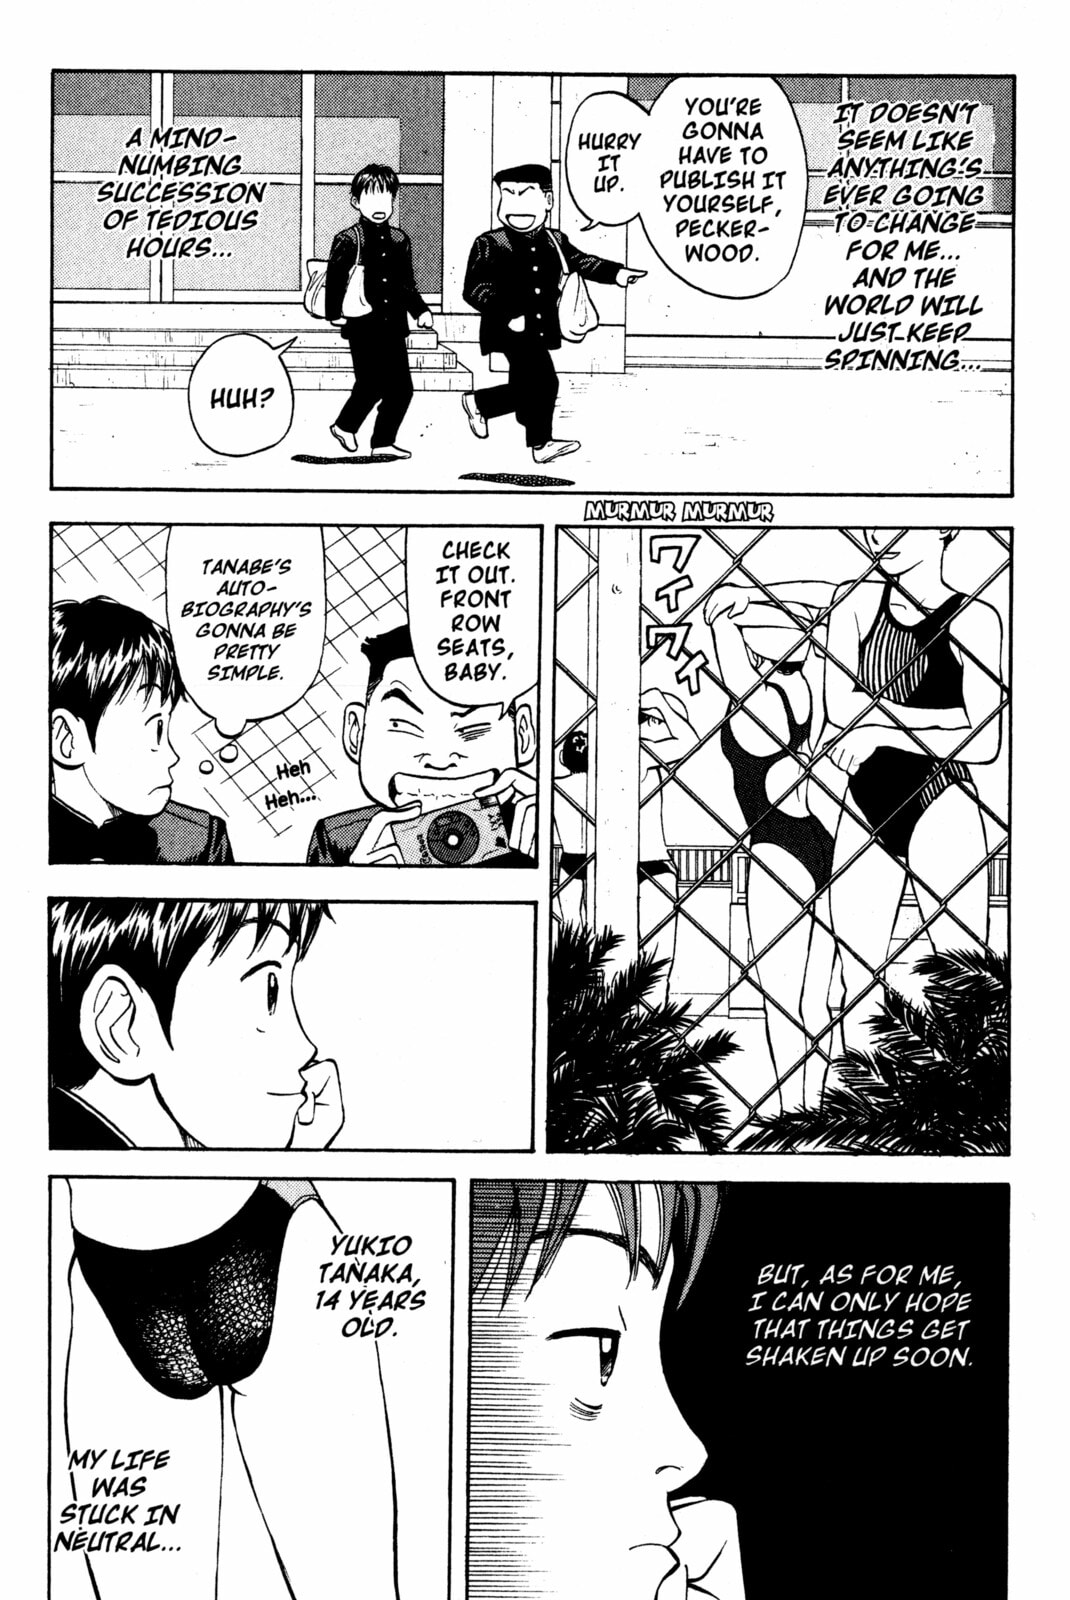 IT DOESN'T
SEEM LIKE
ANYTHING'S
EVER GOING
TO CHANGE
FOR ME...
AND THE
WORLD WILL
JUST KEEP
SPINNING...
YOU'RE
GONNA
HAVE TO
PUBLISH IT
YOURSELF,
PECKER-
WOOD.
HURRY
IT
UP.
A MIND-
NUMBING
SUCCESSION
OF TEDIOUS
HOURS...
HUH?
MURMUR MURMUR
ワイ
ワイ
CHECK
IT OUT.
FRONT
ROW
SEATS,
BABY.
TANABE'S
AUTO-
BIOGRAPHY'S
GONNA BE
PRETTY
SIMPLE.
Heh
Heh...
BUT, AS FOR ME,
I CAN ONLY HOPE
THAT THINGS GET
SHAKEN UP SOON.
YUKIO
TANAKA,
14 YEARS
OLD.
MY LIFE
WAS
STUCK IN
NEUTRAL...